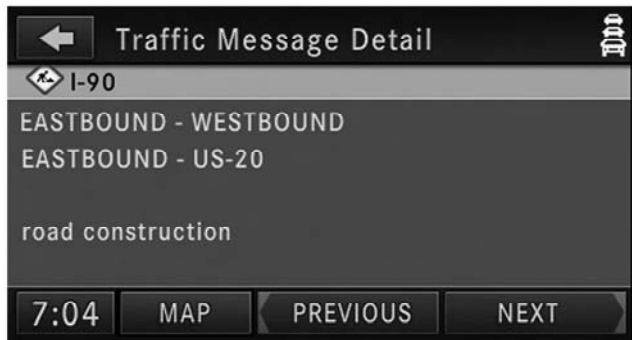 Traffic Message Detail
I-90
EASTBOUND - WESTBOUND
EASTBOUND - US-20
road construction
7:04 MAP PREVIOUS NEXT